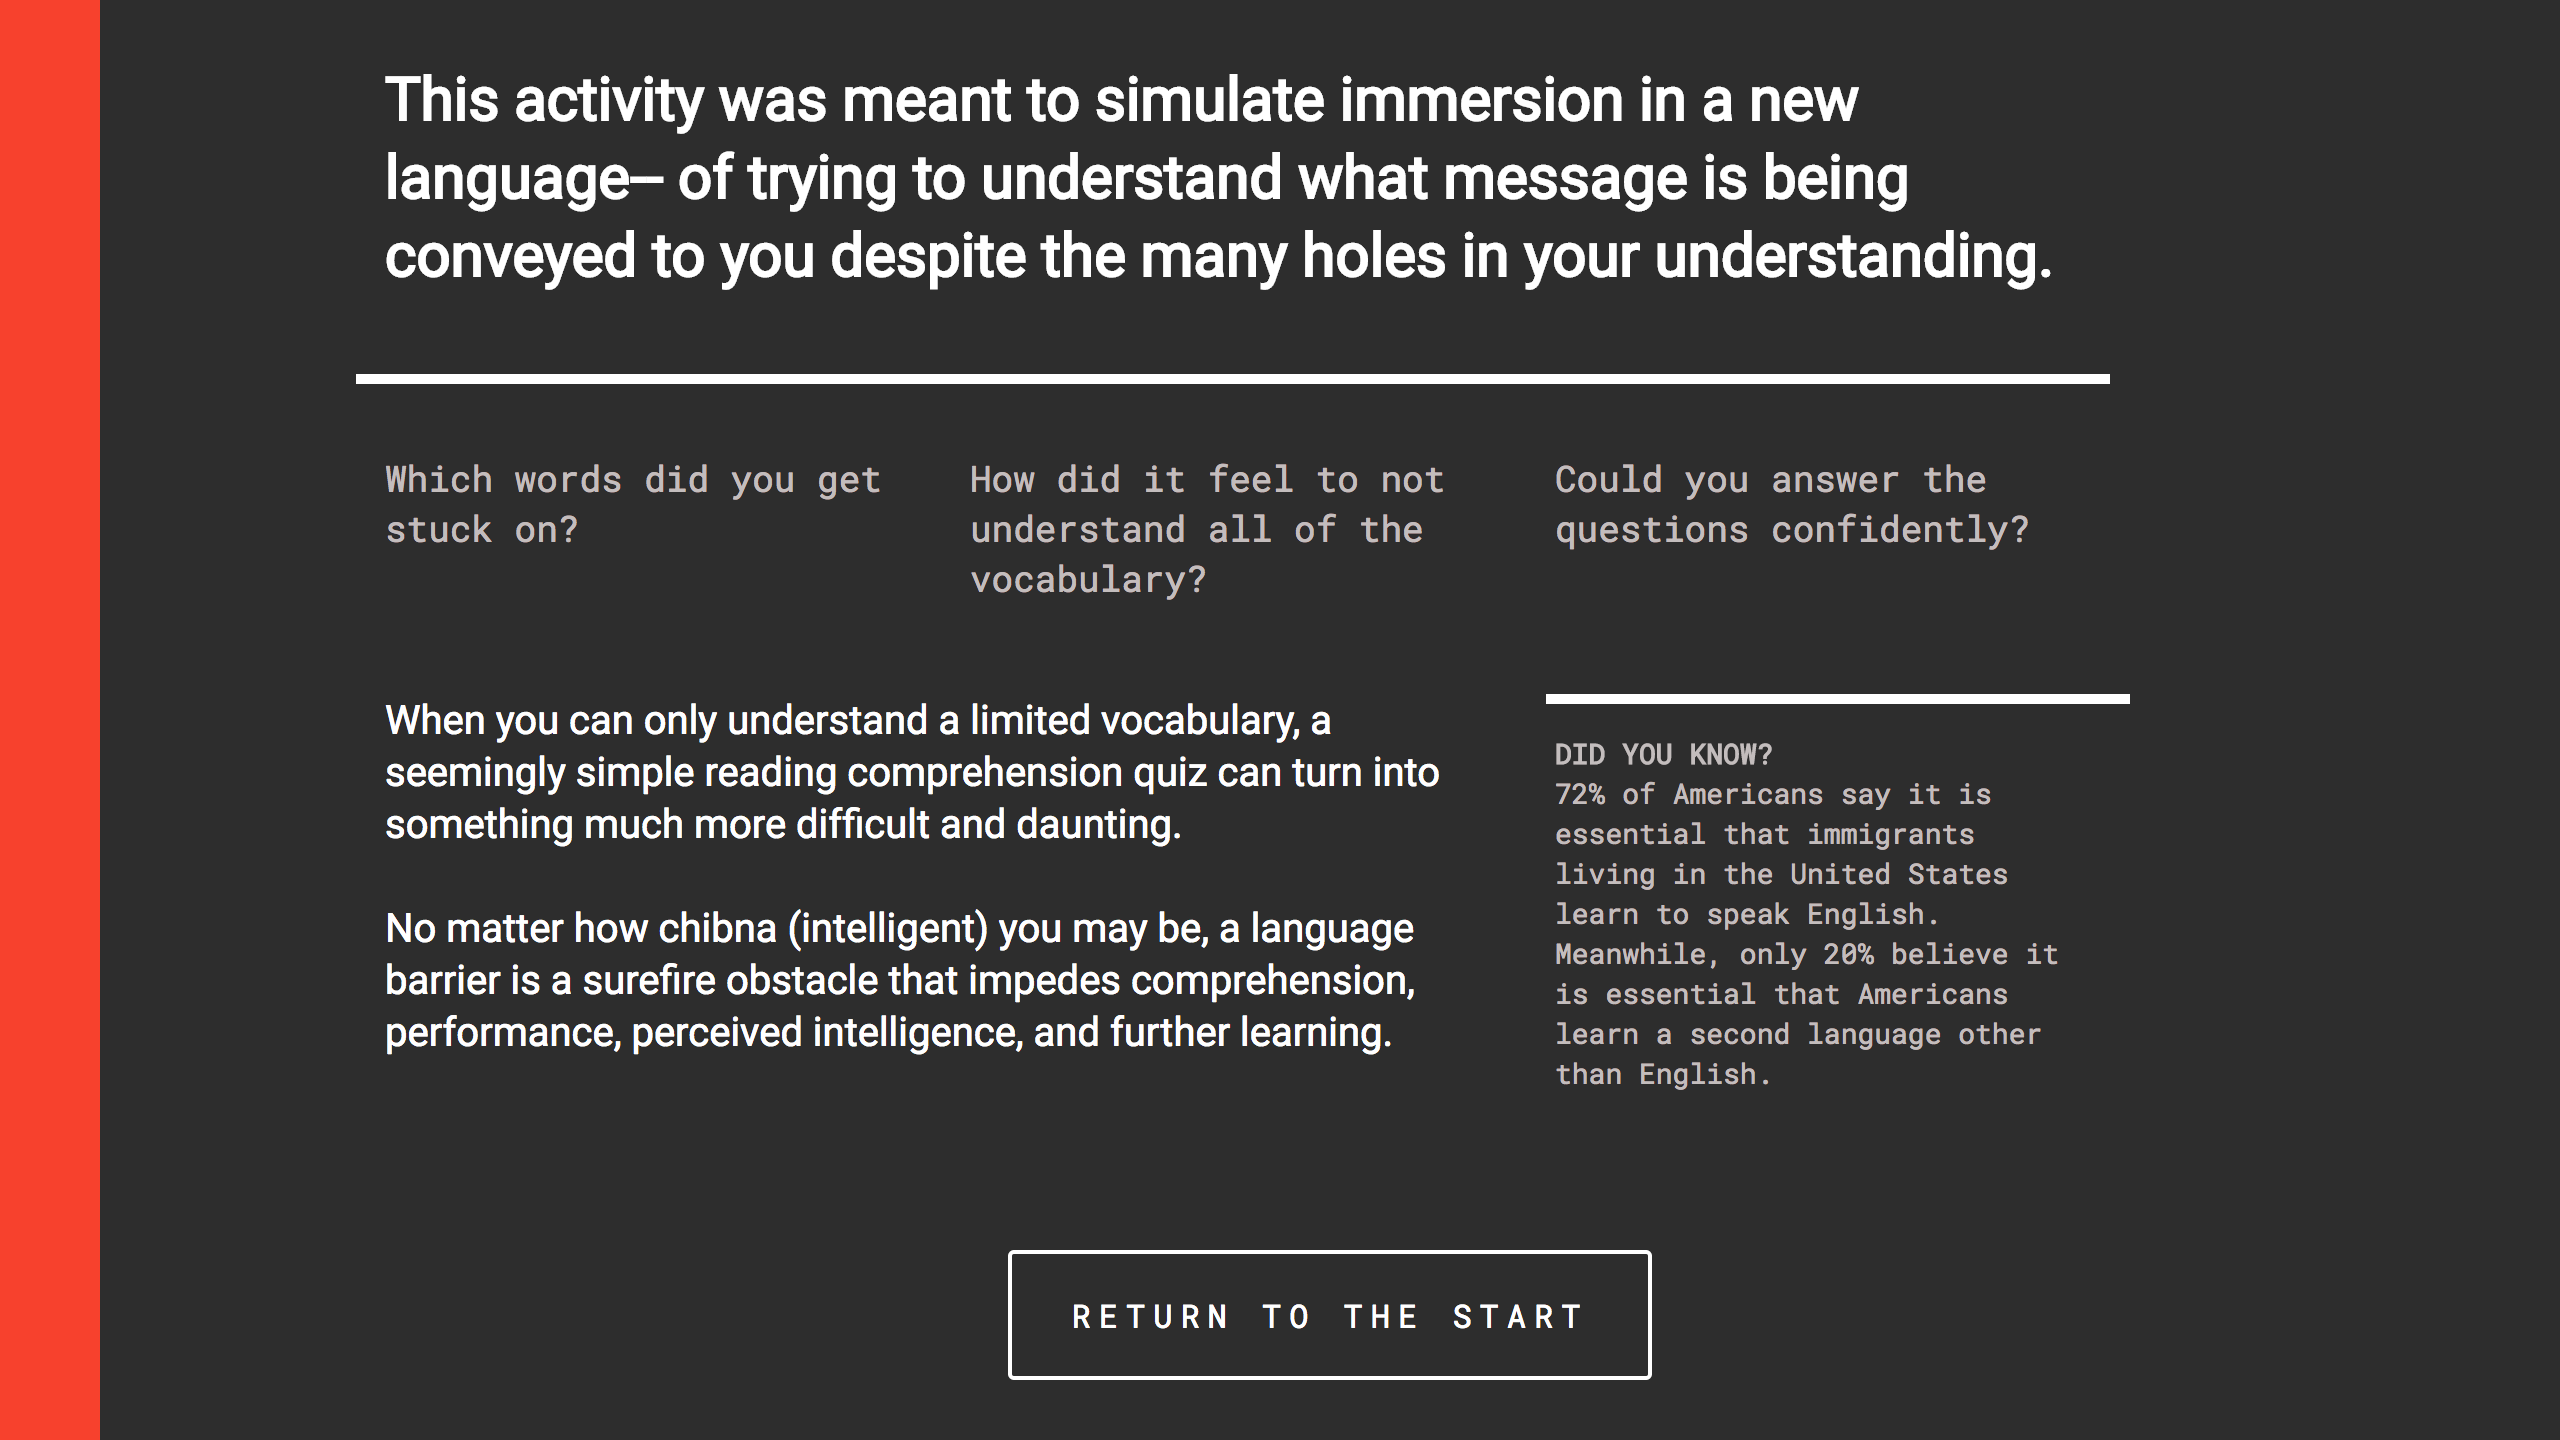 This activity was meant to simulate immersion in a new
language– of trying to understand what message is being
conveyed to you despite the many holes in your understanding.
Which words did you get
stuck on?
How did it feel to not
understand all of the
vocabulary?
Could you answer the
questions confidently?
When you can only understand a limited vocabulary, a
seemingly simple reading comprehension quiz can turn into
something much more difficult and daunting.
No matter how chibna (intelligent) you may be, a language
barrier is a surefire obstacle that impedes comprehension,
performance, perceived intelligence, and further learning.
DID YOU KNOW?
72% of Americans say it is
essential that immigrants
living in the United States
learn to speak English.
Meanwhile, only 20% believe it
is essential that Americans
learn a second language other
than English.
RETURN TO THE START